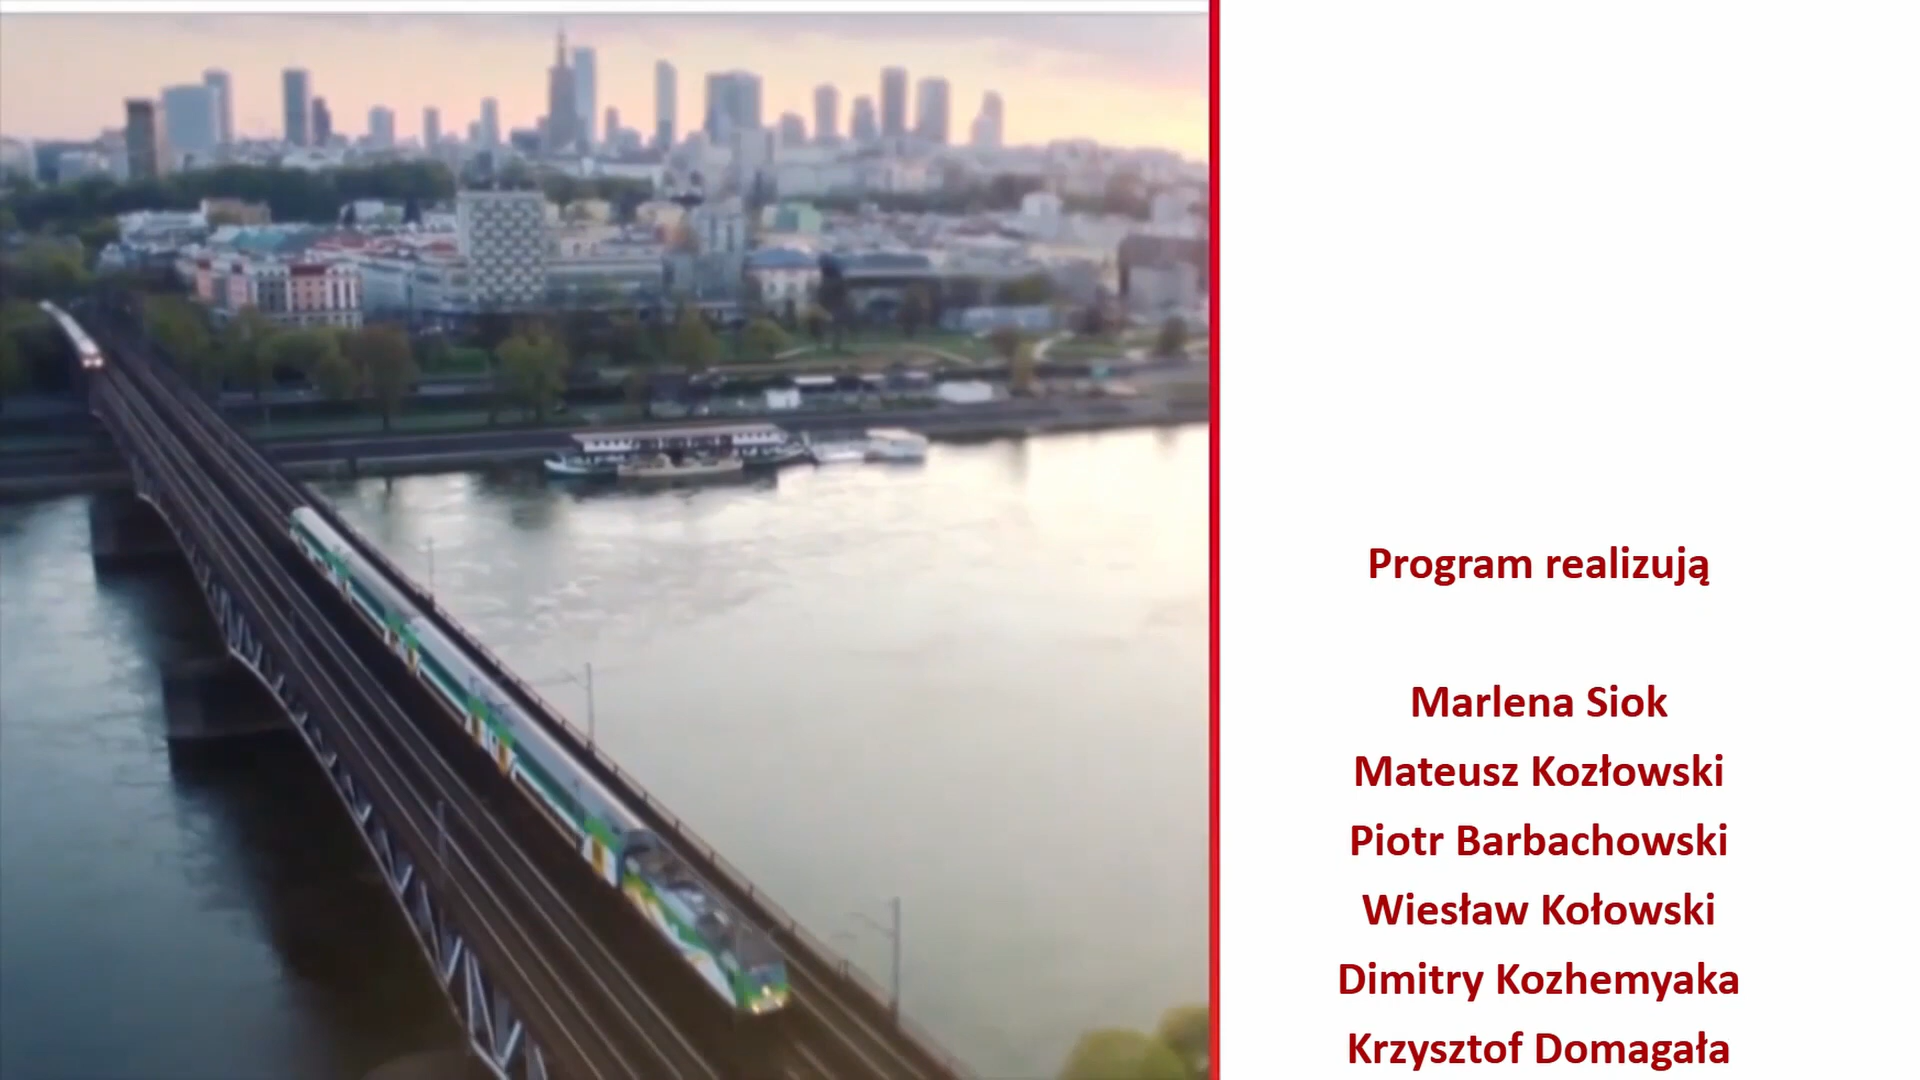 Program realizują
Marlena Siok
Mateusz Kozłowski
Piotr Barbachowski
Wiesław Kołowski
Dimitry Kozhemyaka
Krzysztof Domagała